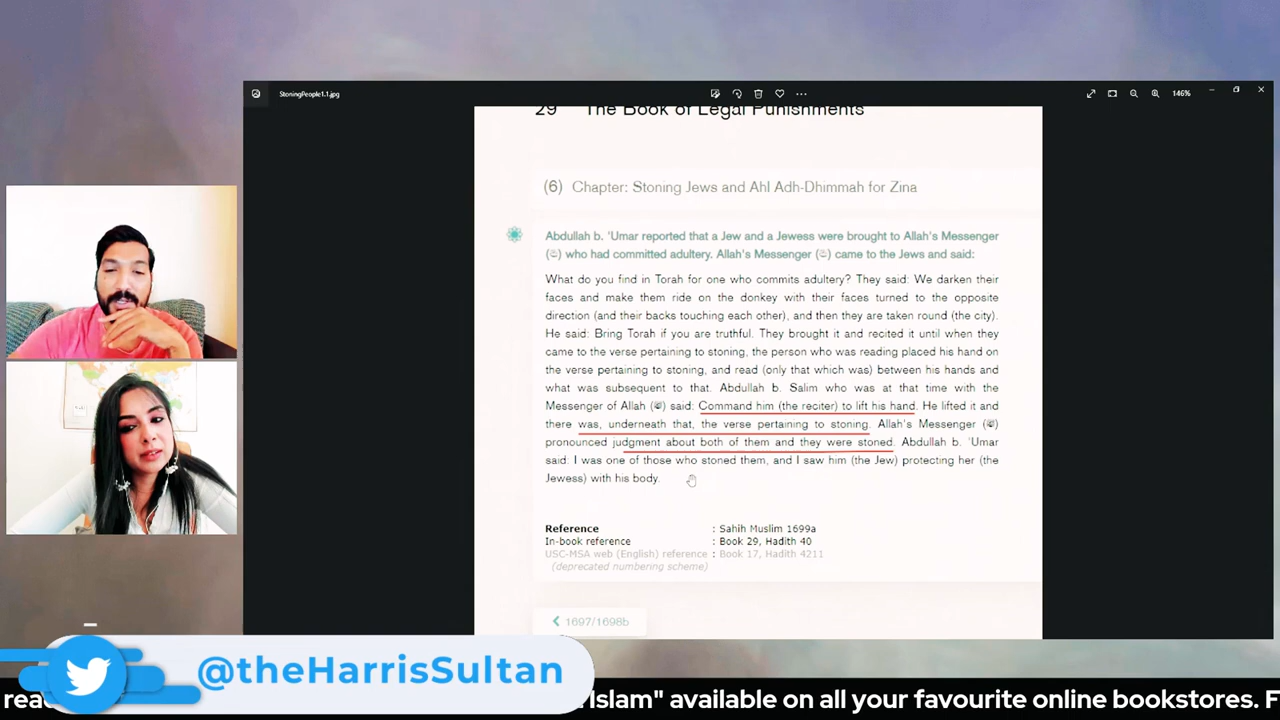 StoningPeople1.1.jpg
146%
29 The Book of Legal Punishments
(6) Chapter: Stoning Jews and Ahl Adh-Dhimmah for Zina
Abdullah b. 'Umar reported that a Jew and a Jewess were brought to Allah's Messenger
(ﷺ) who had committed adultery. Allah's Messenger (ﷺ) came to the Jews and said:
What do you find in Torah for one who commits adultery? They said: We darken their
faces and make them ride on the donkey with their faces turned to the opposite
direction (and their backs touching each other), and then they are taken round (the city).
He said: Bring Torah if you are truthful. They brought it and recited it until when they
came to the verse pertaining to stoning, the person who was reading placed his hand on
the verse pertaining to stoning, and read (only that which was) between his hands and
what was subsequent to that. Abdullah b. Salim who was at that time with the
Messenger of Allah (ﷺ) said: Command him (the reciter) to lift his hand. He lifted it and
there was, underneath that, the verse pertaining to stoning. Allah's Messenger (ﷺ)
pronounced judgment about both of them and they were stoned. Abdullah b. 'Umar
said: I was one of those who stoned them, and I saw him (the Jew) protecting her (the
Jewess) with his body.
Reference : Sahih Muslim 1699a
In-book reference : Book 29, Hadith 40
USC-MSA web (English) reference : Book 17, Hadith 4211
(deprecated numbering scheme)
1697/1698b
@theHarrisSultan
Islam" available on all your favourite online bookstores. F